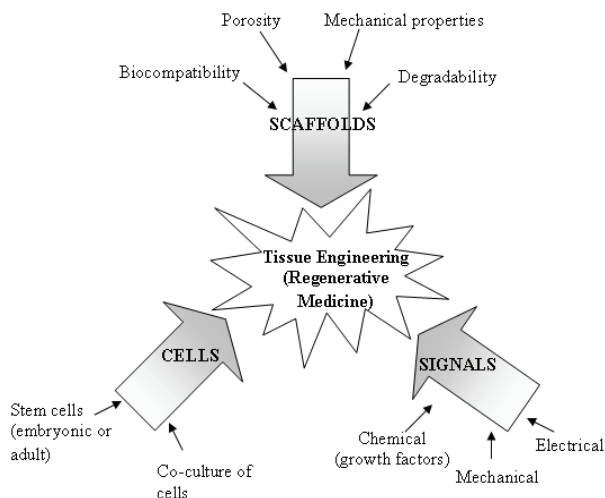 Porosity
Mechanical properties
Biocompatibility
Degradability
SCAFFOLDS
Tissue Engineering
(Regenerative
Medicine)
CELLS
SIGNALS
Stem cells
(embryonic or
adult)
Co-culture of
cells
Chemical
(growth factors)
Mechanical
Electrical